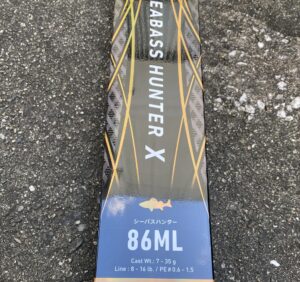 EABASS HUNTER X
シーバスハンター
86ML
Cast Wt.: 7 - 35 g
Line : 8 - 16 lb. / PE # 0.6 - 1.5